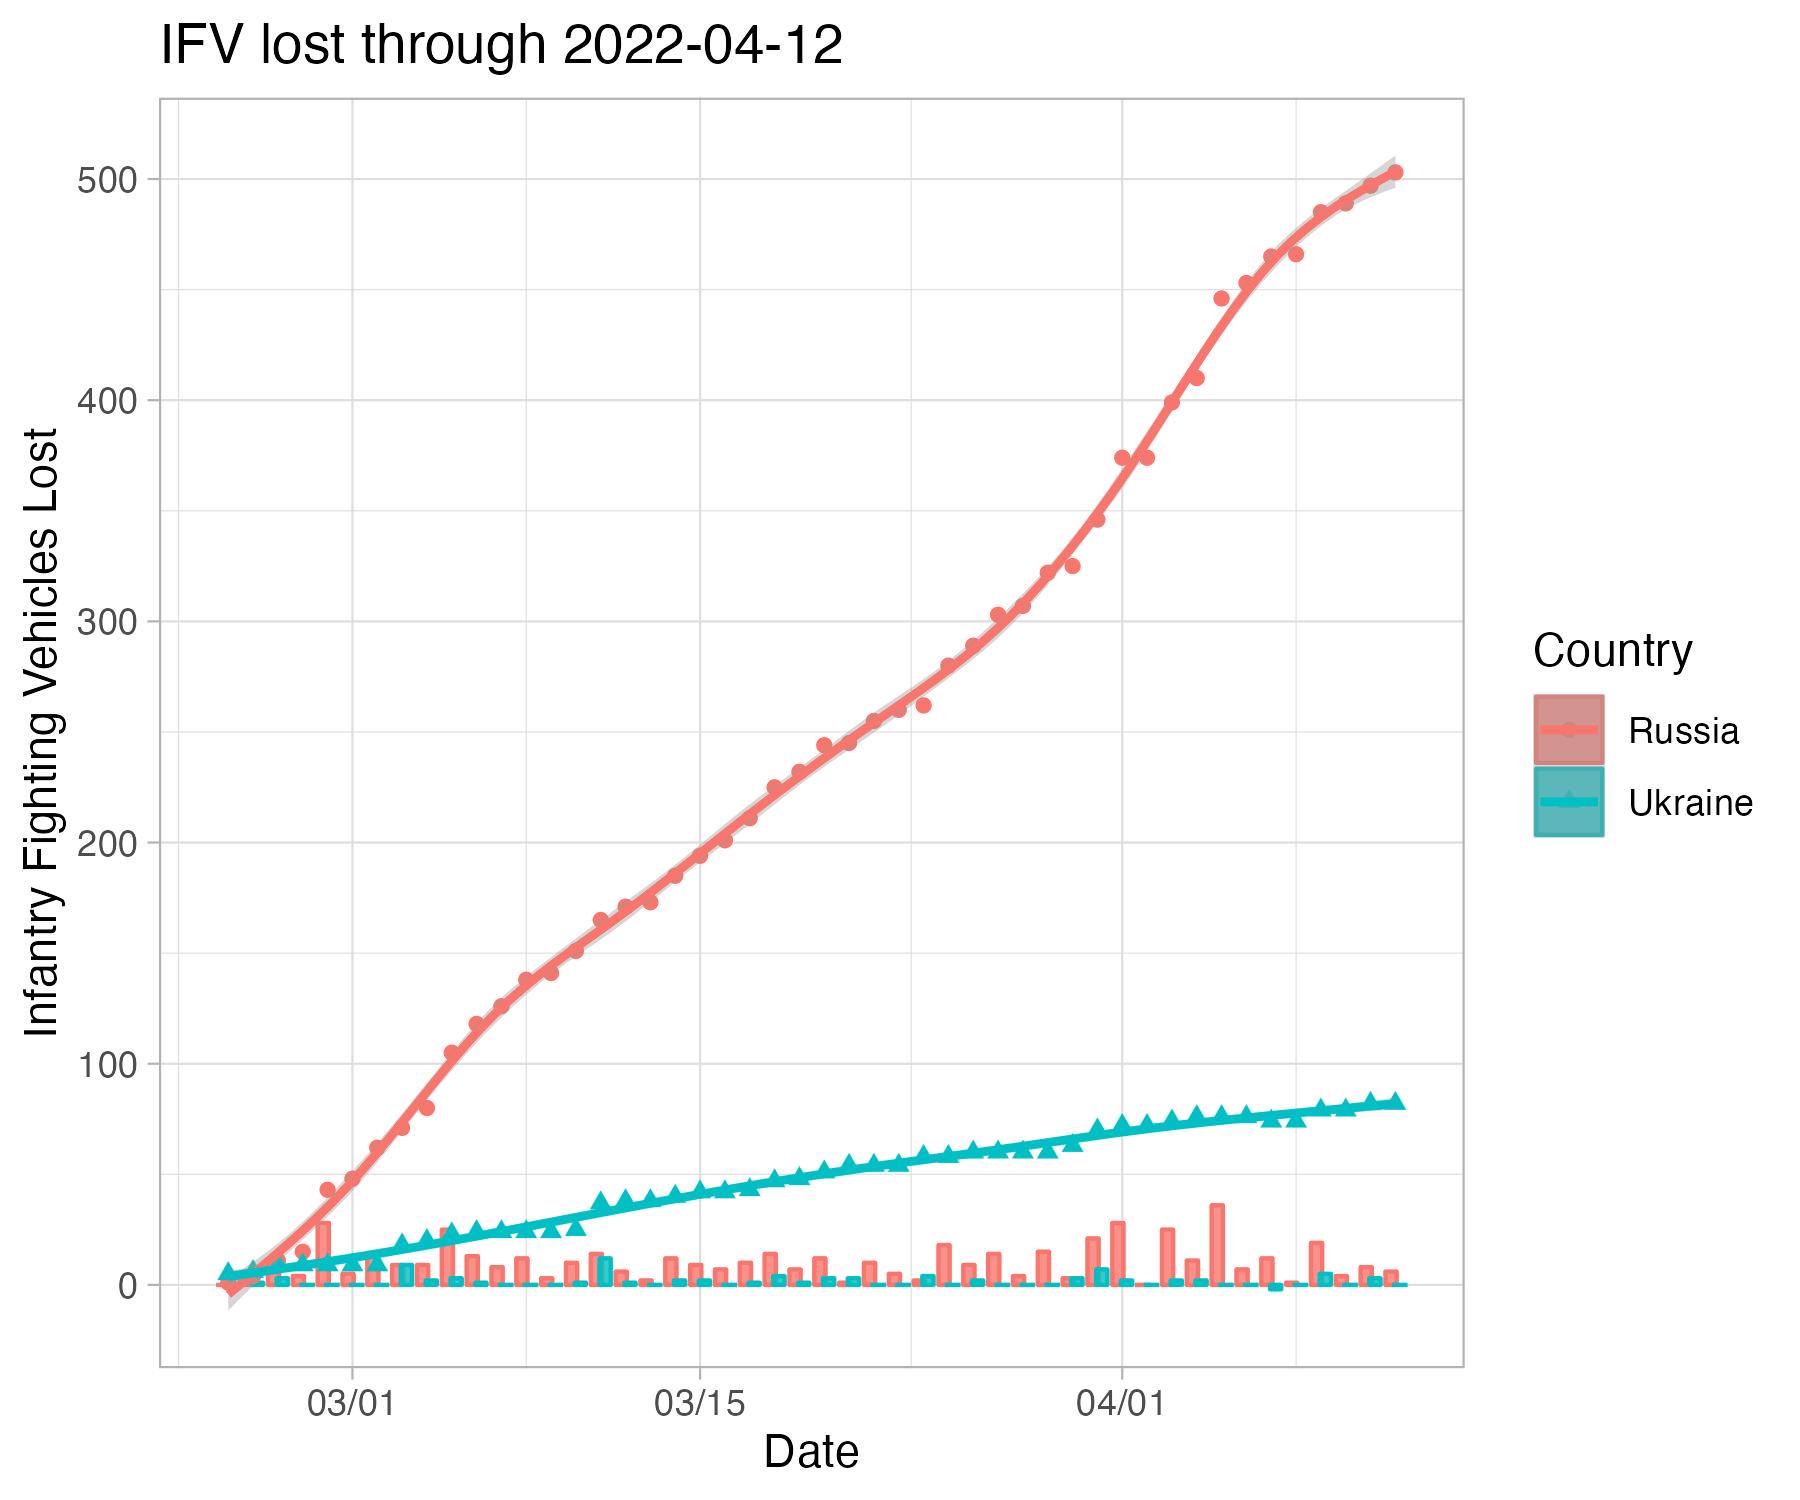 IFV lost through 2022-04-12
Infantry Fighting Vehicles Lost
500
400
300
200
100
0
03/01 03/15 04/01
Date
Country
Russia
Ukraine